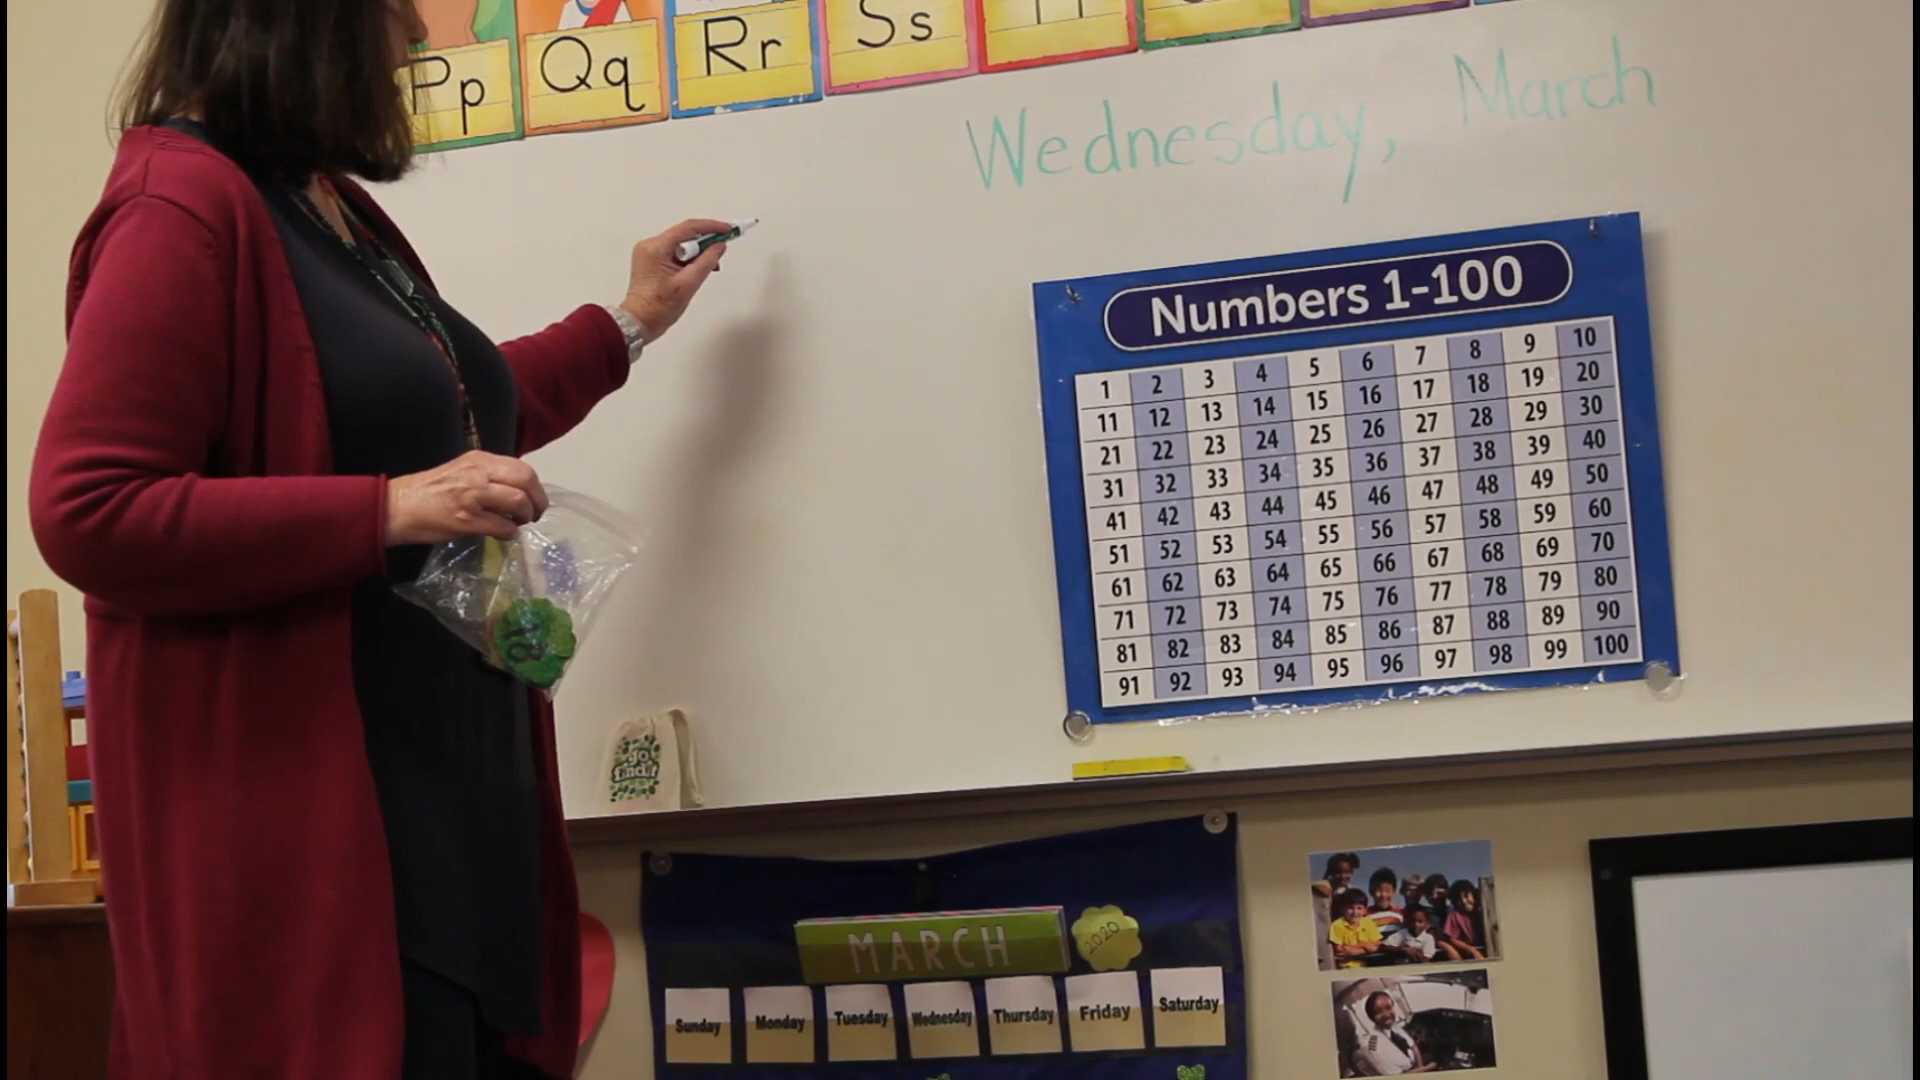 Pp Qq Rr Ss
Wednesday, March
Numbers 1-100
1 2 3 4 5 6 7 8 9 10
11 12 13 14 15 16 17 18 19 20
21 22 23 24 25 26 27 28 29 30
31 32 33 34 35 36 37 38 39 40
41 42 43 44 45 46 47 48 49 50
51 52 53 54 55 56 57 58 59 60
61 62 63 64 65 66 67 68 69 70
71 72 73 74 75 76 77 78 79 80
81 82 83 84 85 86 87 88 89 90
91 92 93 94 95 96 97 98 99 100
18
go
findit
MARCH 2020
Sunday Monday Tuesday Wednesday Thursday Friday Saturday